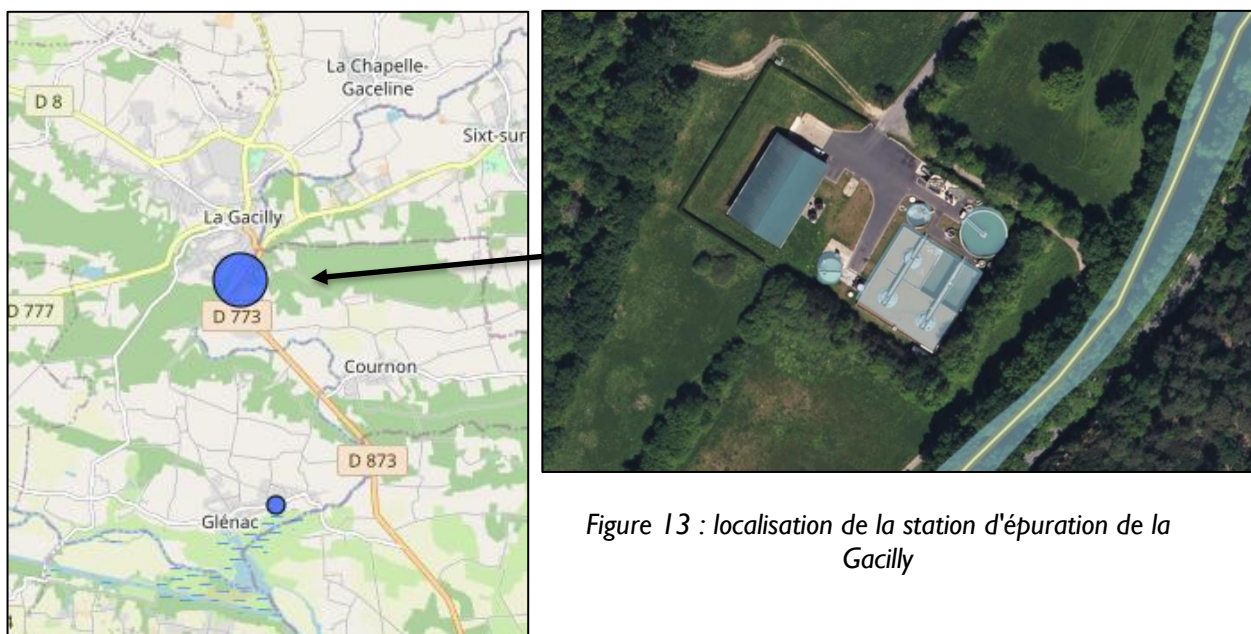 La Chapelle-
Gaceline
D 8
Sixt-sur
La Gacilly
D 777
D 773
Cournon
D 873
Glénac
Figure 13 : localisation de la station d'épuration de la
Gacilly